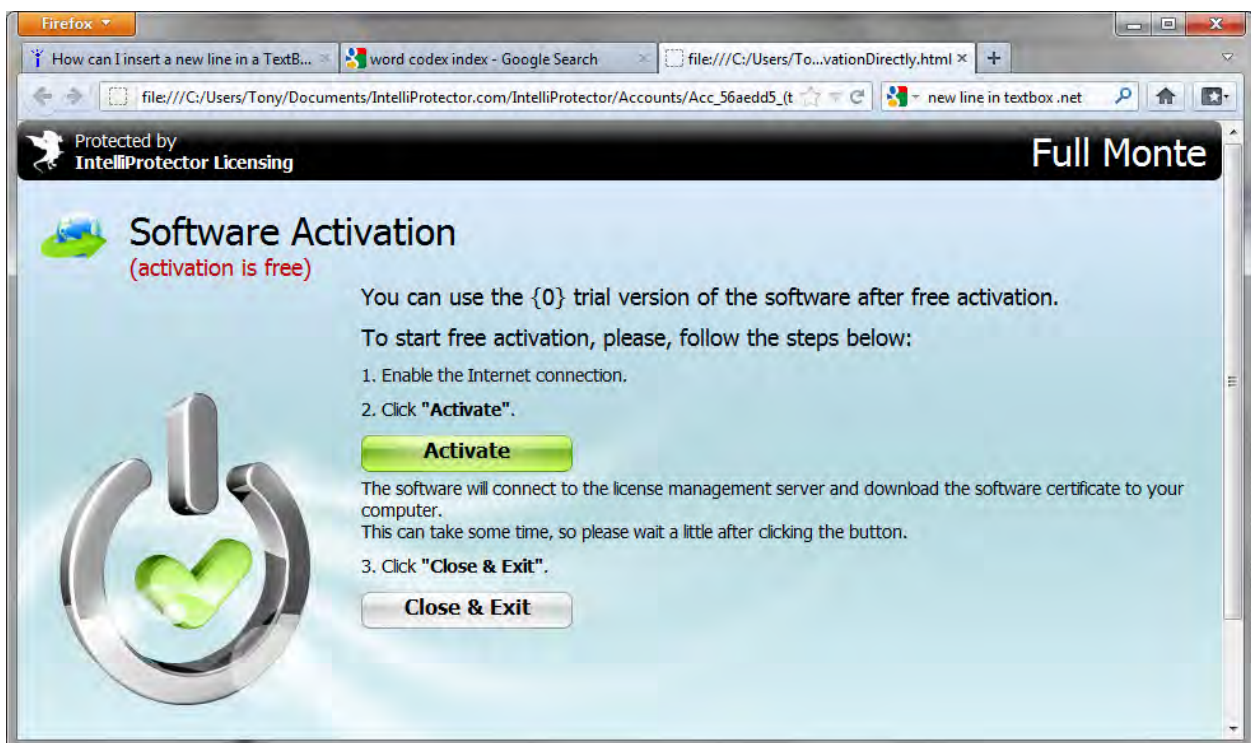 Firefox
How can I insert a new line in a TextB...
word codex index - Google Search
file:///C:/Users/To...vationDirectly.html
file:///C:/Users/Tony/Documents/IntelliProtector.com/IntelliProtector/Accounts/Acc_56aedd5_(t
new line in textbox .net
Protected by
IntelliProtector Licensing
Full Monte
Software Activation
(activation is free)
You can use the {0} trial version of the software after free activation.
To start free activation, please, follow the steps below:
1. Enable the Internet connection.
2. Click "Activate".
Activate
The software will connect to the license management server and download the software certificate to your
computer.
This can take some time, so please wait a little after clicking the button.
3. Click "Close & Exit".
Close & Exit